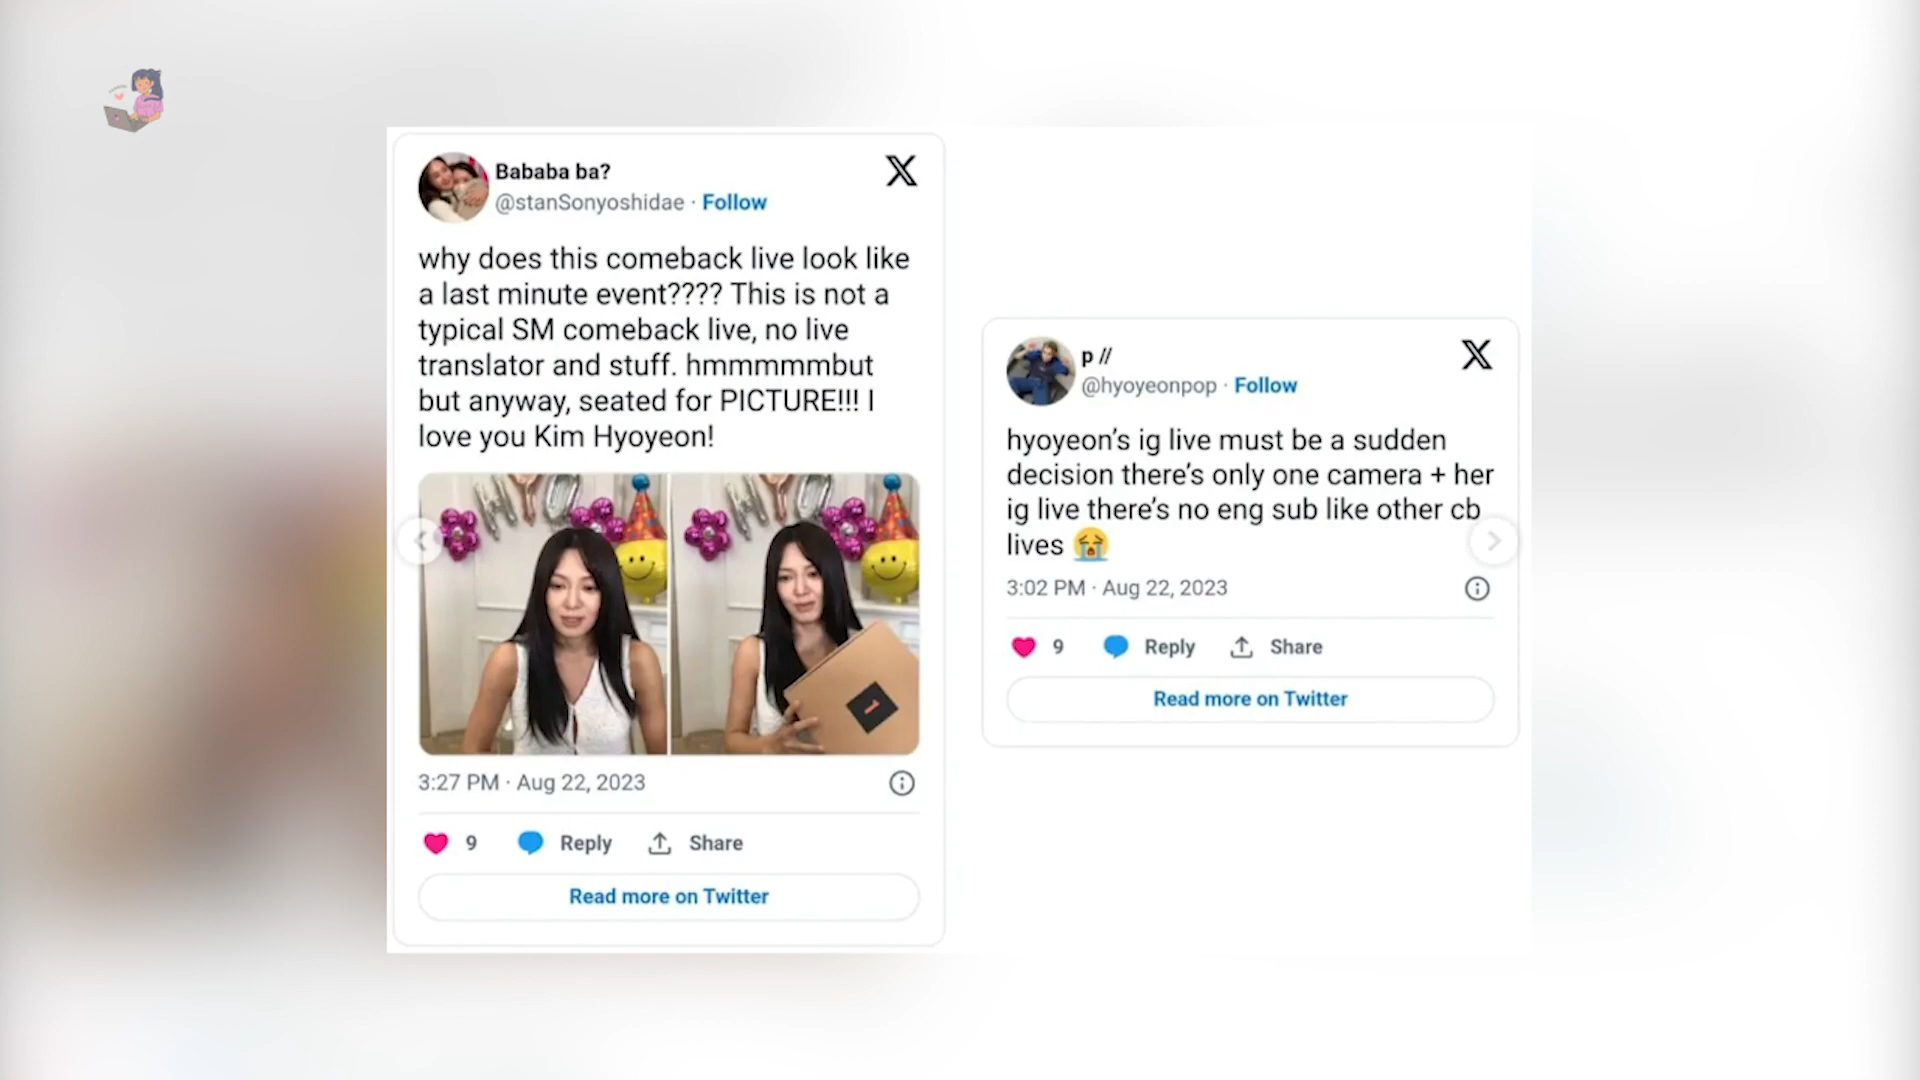 Bababa ba?
@stanSonyoshidae · Follow
why does this comeback live look like
a last minute event???? This is not a
typical SM comeback live, no live
translator and stuff. hmmmmmbut
but anyway, seated for PICTURE!!! I
love you Kim Hyoyeon!
HYO
HYO
1
3:27 PM · Aug 22, 2023
9 Reply Share
Read more on Twitter
p //
@hyoyeonpop · Follow
hyoyeon’s ig live must be a sudden
decision there’s only one camera + her
ig live there’s no eng sub like other cb
lives 😭
3:02 PM · Aug 22, 2023
9 Reply Share
Read more on Twitter